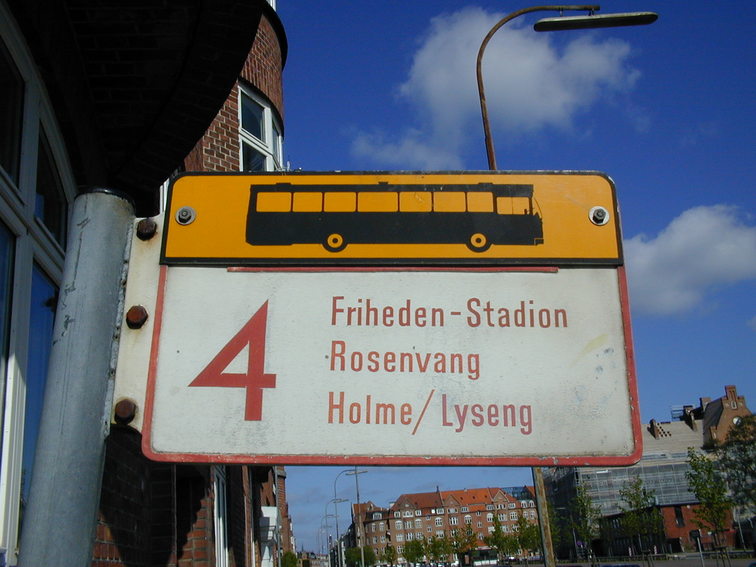 4
Friheden-Stadion
Rosenvang
Holme/Lyseng